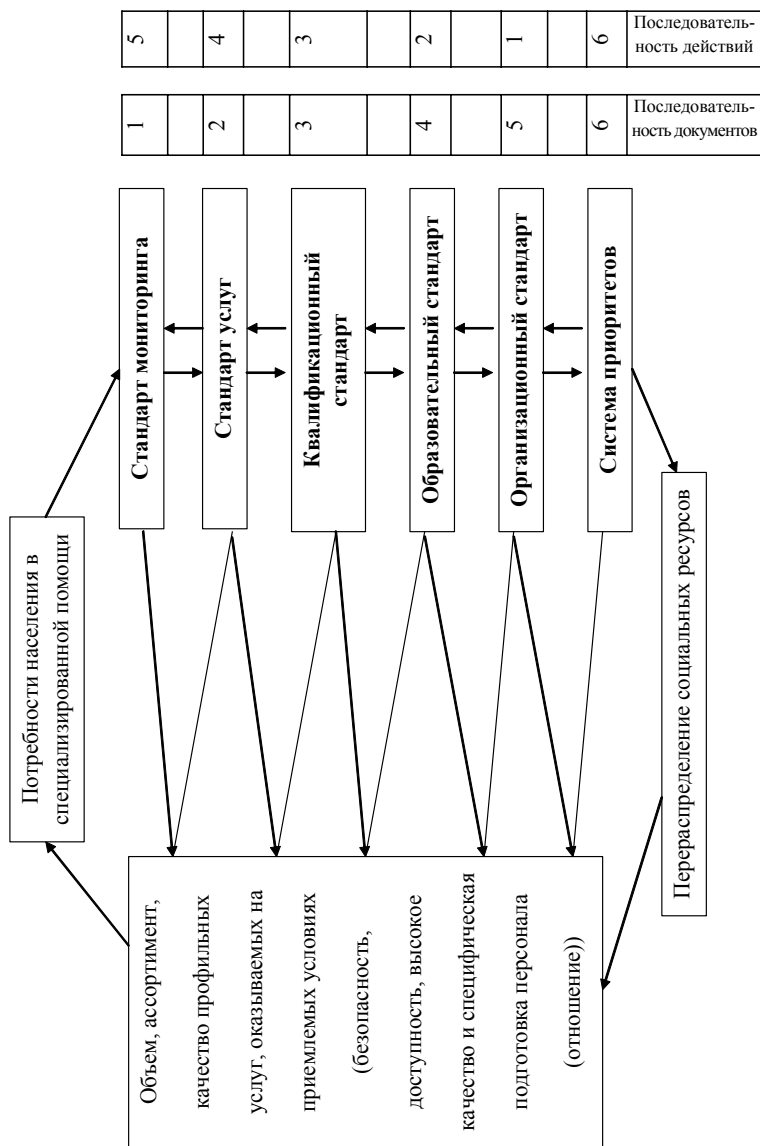 Потребности населения в
специализированной помощи
Объем, ассортимент,
качество профильных
услуг, оказываемых на
приемлемых условиях
((безопасность,
доступность, высокое
качество и специфическая
подготовка персонала
(отношение))
Стандарт мониторинга
Стандарт услуг
Квалификационный
стандарт
Образовательный стандарт
Организационный стандарт
Система приоритетов
Перераспределение социальных ресурсов
1
2
3
4
5
6
Последователь-
ность документов
5
4
3
2
1
6
Последователь-
ность действий